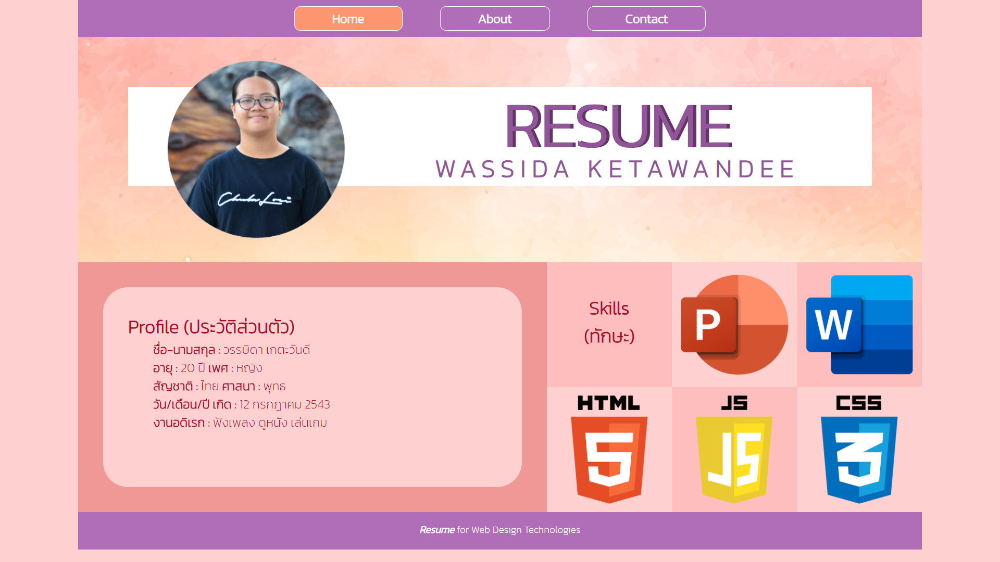 Home
About
Contact
RESUME
WASSIDA KETAWANDEE
Profile (ประวัติส่วนตัว)
ชื่อ-นามสกุล : วรรษิดา เกตะวันดี
อายุ : 20 ปี เพศ : หญิง
สัญชาติ : ไทย ศาสนา : พุทธ
วัน/เดือน/ปี เกิด : 12 กรกฎาคม 2543
งานอดิเรก : ฟังเพลง ดูหนัง เล่นเกม
Skills
(ทักษะ)
P
W
HTML
5
JS
JS
CSS
3
Resume for Web Design Technologies